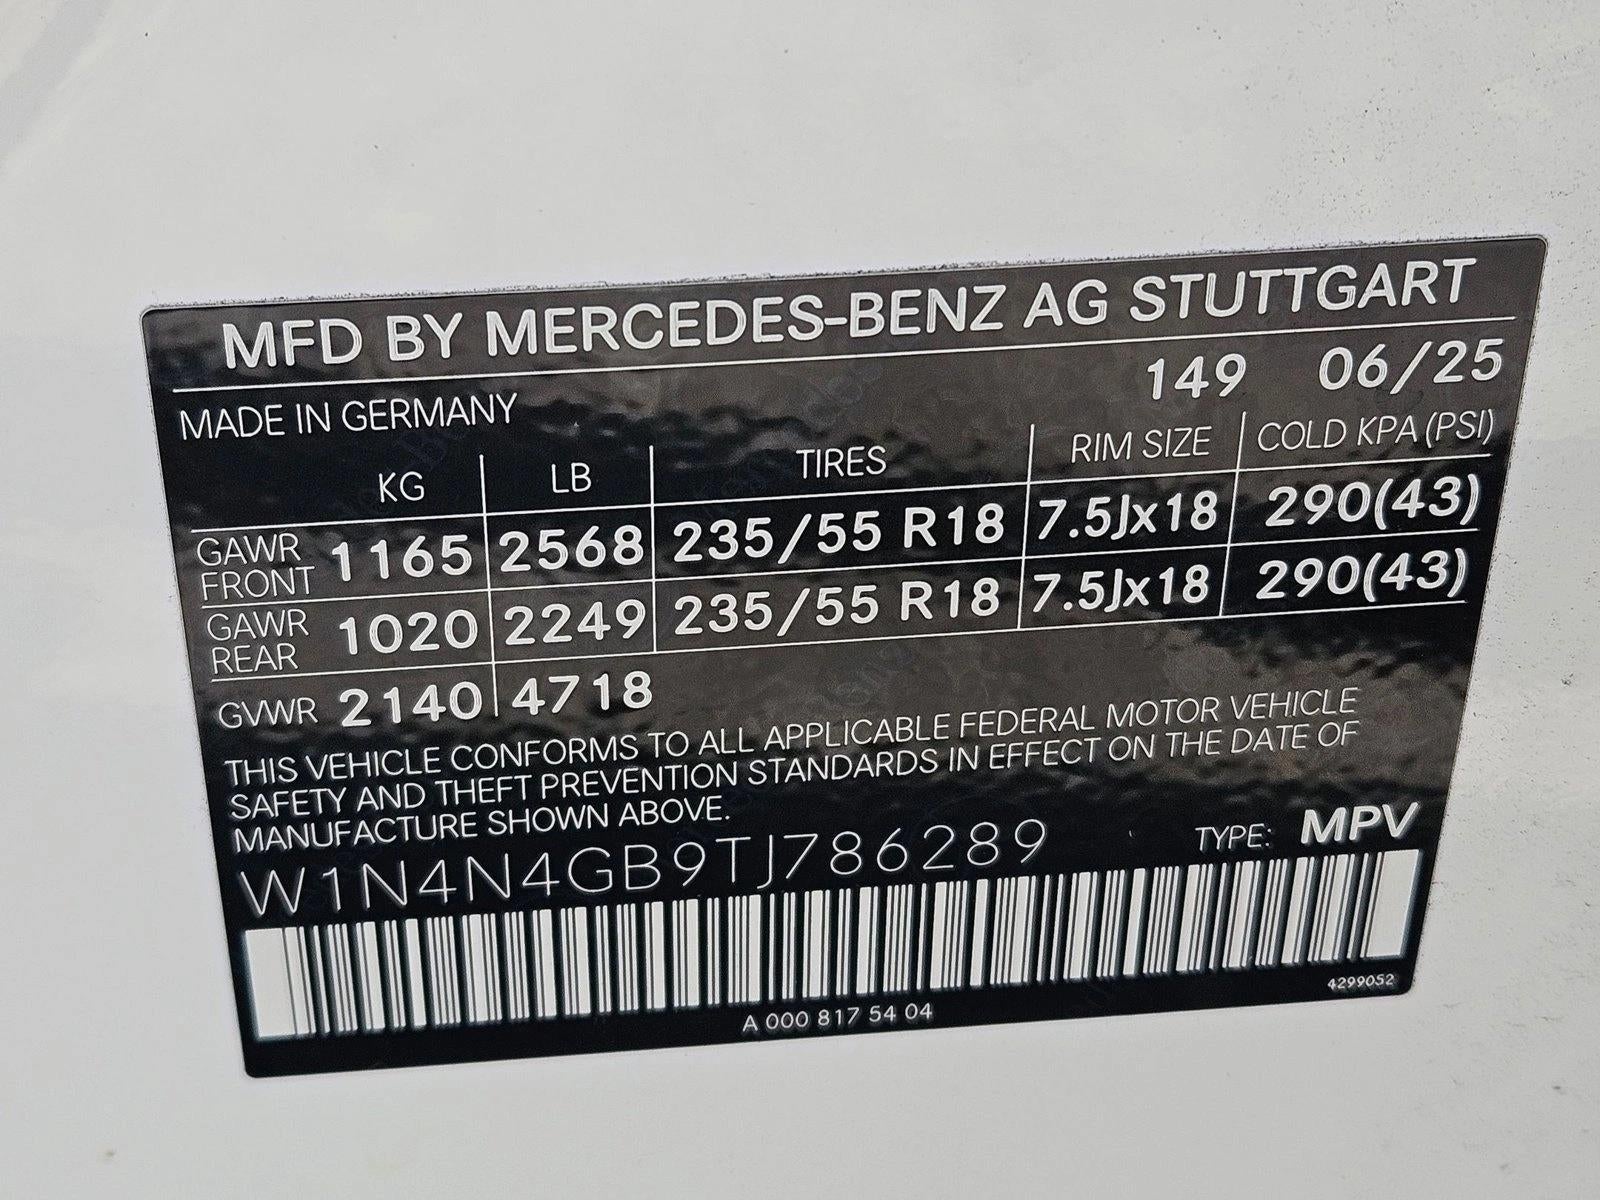 MFD BY MERCEDES-BENZ AG STUTTGART
149 06/25
MADE IN GERMANY
KG LB TIRES RIM SIZE COLD KPA (PSI)
GAWR FRONT 1165 2568 235/55 R18 7.5Jx18 290(43)
GAWR REAR 1020 2249 235/55 R18 7.5Jx18 290(43)
GVWR 2140 4718
THIS VEHICLE CONFORMS TO ALL APPLICABLE FEDERAL MOTOR VEHICLE
SAFETY AND THEFT PREVENTION STANDARDS IN EFFECT ON THE DATE OF
MANUFACTURE SHOWN ABOVE.
W1N4N4GB9TJ786289 TYPE: MPV
4299052
A 000 817 54 04